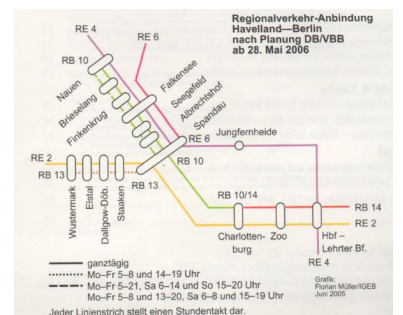 Regionalverkehr-Anbindung
Havelland—Berlin
nach Planung DB/VBB
ab 28. Mai 2006
RE 4
RE 6
RB 10
Nauen
Brieselang
Finkenkrug
Falkensee
Seegefeld
Albrechtshof
Spandau
RE 6
Jungfernheide
RB 10
RE 2
RB 13
RB 13
Wustermark
Elstal
Dallgow-Döb.
Staaken
RB 10/14
RB 14
RE 2
Charlotten-
burg
Zoo
Hbf –
Lehrter Bf.
RE 4
ganztägig
Mo–Fr 5–8 und 14–19 Uhr
Mo–Fr 5–21, Sa 6–14 und So 15–20 Uhr
Mo–Fr 5–8 und 13–20, Sa 6–8 und 15–19 Uhr
Grafik:
Florian Müller/IGEB
Juni 2005
Jeder Linienstrich stellt einen Stundentakt dar.